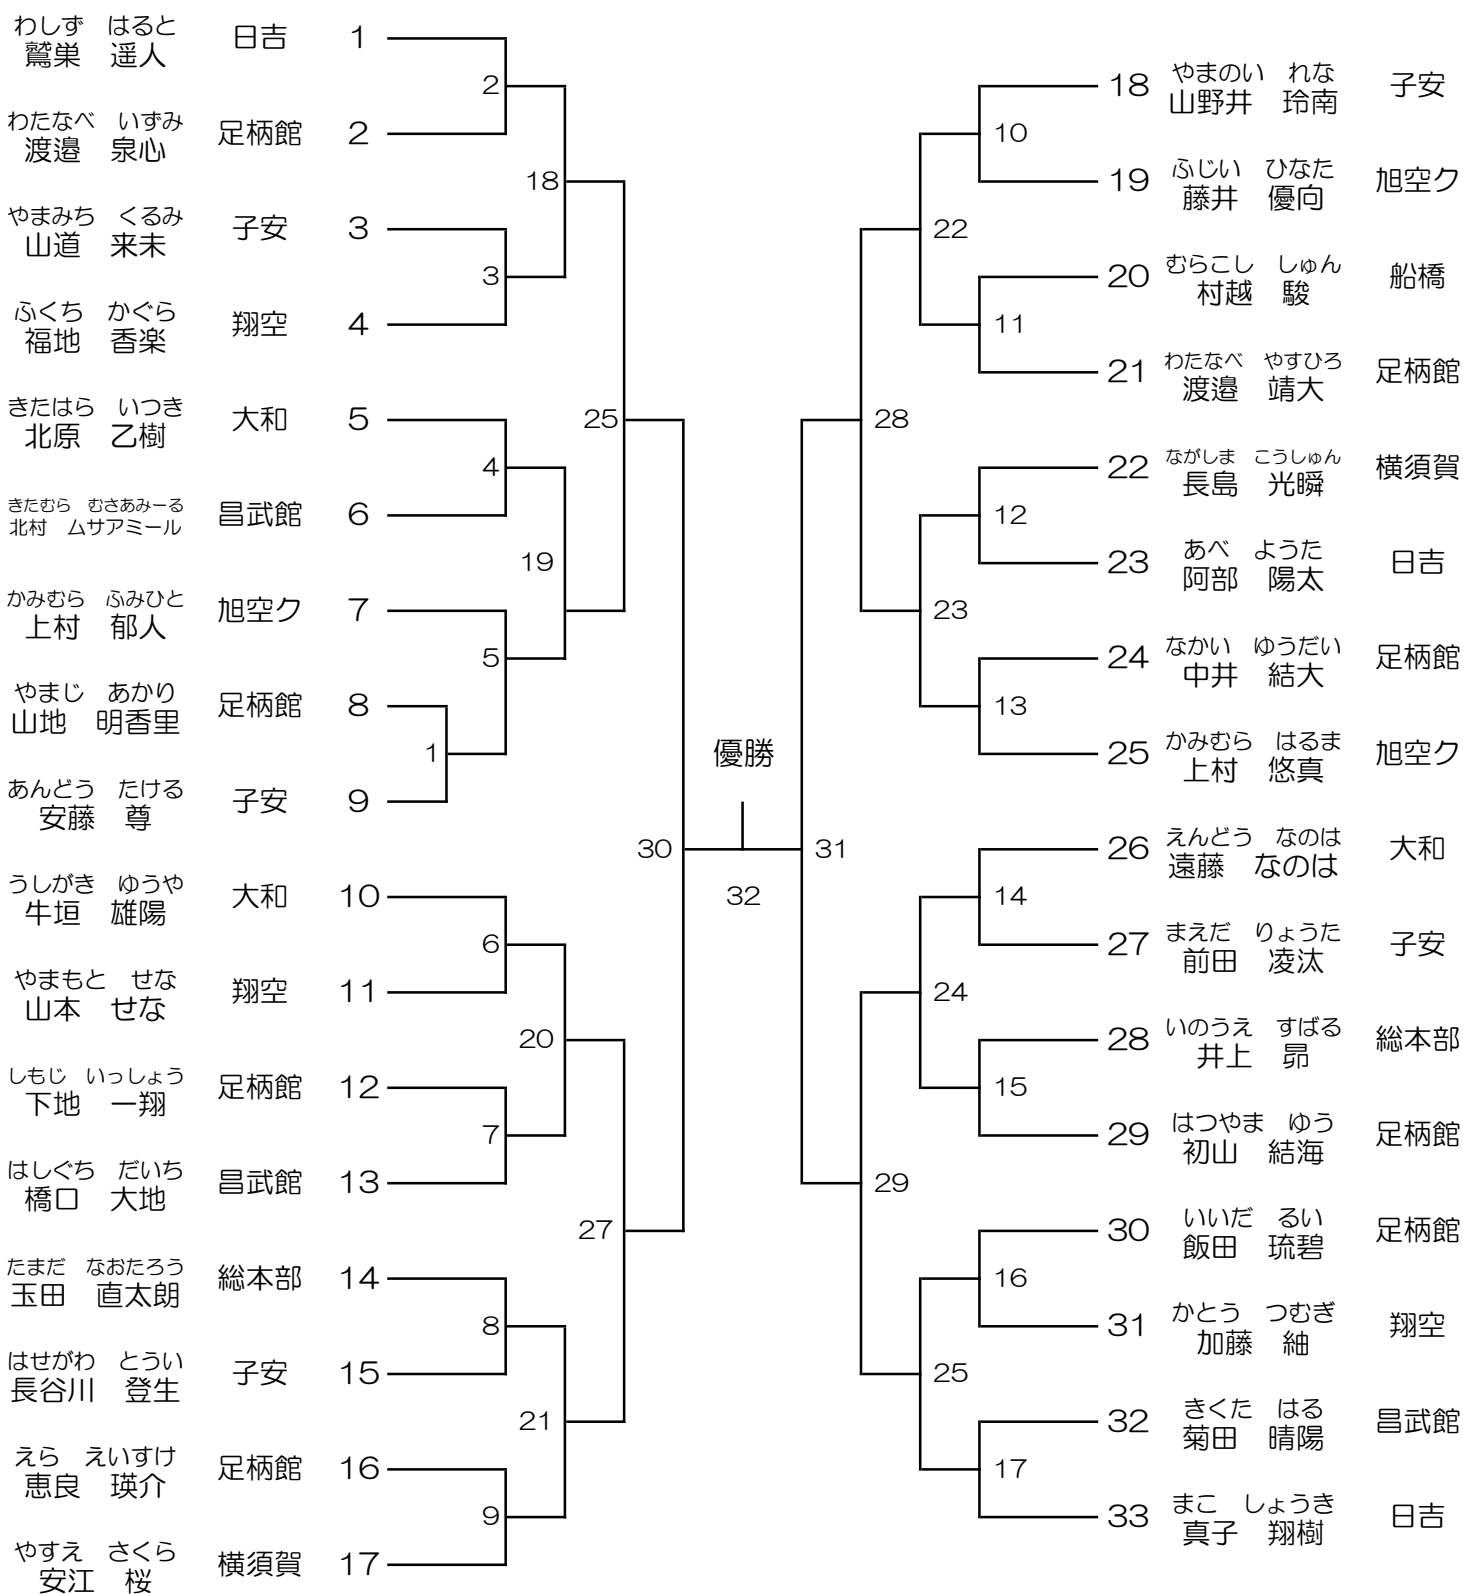 わしず　はると
鷲巣　遥人　日吉　1
わたなべ　いずみ
渡邉　泉心　足柄館　2
やまみち　くるみ
山道　来未　子安　3
ふくち　かぐら
福地　香楽　翔空　4
きたはら　いつき
北原　乙樹　大和　5
きたむら　むさあみーる
北村　ムサアミール　昌武館　6
かみむら　ふみひと
上村　郁人　旭空ク　7
やまじ　あかり
山地　明香里　足柄館　8
あんどう　たける
安藤　尊　子安　9
うしがき　ゆうや
牛垣　雄陽　大和　10
やまもと　せな
山本　せな　翔空　11
しもじ　いっしょう
下地　一翔　足柄館　12
はしぐち　だいち
橋口　大地　昌武館　13
たまだ　なおたろう
玉田　直太朗　総本部　14
はせがわ　とうい
長谷川　登生　子安　15
えら　えいすけ
恵良　瑛介　足柄館　16
やすえ　さくら
安江　桜　横須賀　17
2
3
4
5
1
6
7
8
9
18
19
20
21
25
27
30
優勝
32
31
28
29
22
23
24
25
10
11
12
13
14
15
16
17
やまのい　れな
18　山野井　玲南　子安
ふじい　ひなた
19　藤井　優向　旭空ク
むらこし　しゅん
20　村越　駿　船橋
わたなべ　やすひろ
21　渡邉　靖大　足柄館
ながしま　こうしゅん
22　長島　光瞬　横須賀
あべ　ようた
23　阿部　陽太　日吉
なかい　ゆうだい
24　中井　結大　足柄館
かみむら　はるま
25　上村　悠真　旭空ク
えんどう　なのは
26　遠藤　なのは　大和
まえだ　りょうた
27　前田　凌汰　子安
いのうえ　すばる
28　井上　昴　総本部
はつやま　ゆう
29　初山　結海　足柄館
いいだ　るい
30　飯田　琉碧　足柄館
かとう　つむぎ
31　加藤　紬　翔空
きくた　はる
32　菊田　晴陽　昌武館
まこ　しょうき
33　真子　翔樹　日吉